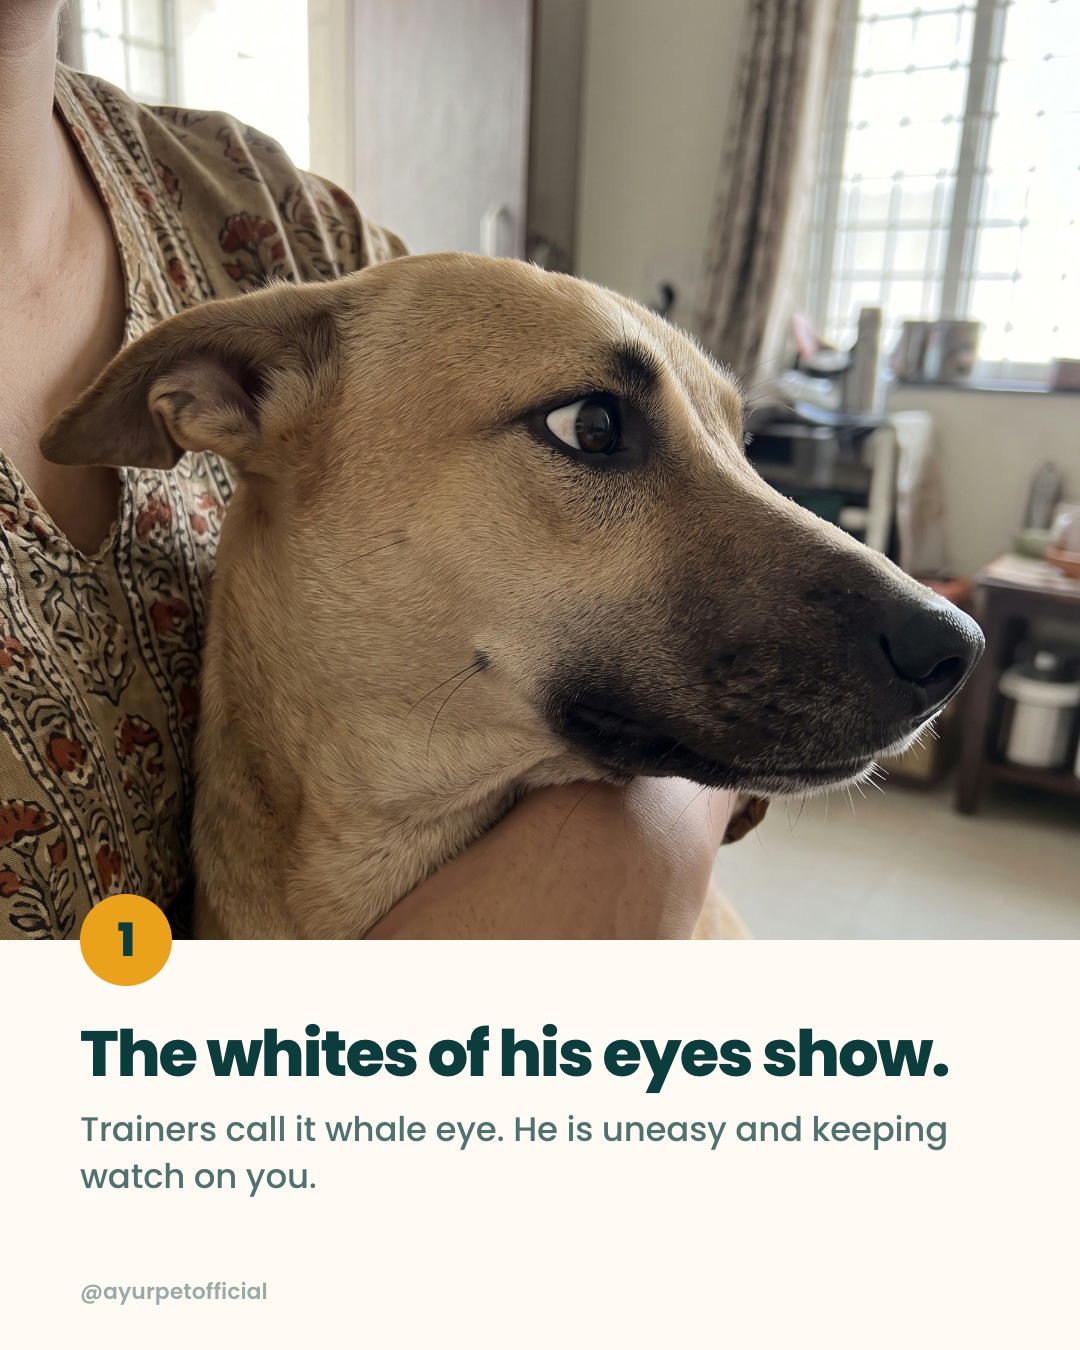 1
The whites of his eyes show.
Trainers call it whale eye. He is uneasy and keeping
watch on you.
@ayurpetofficial